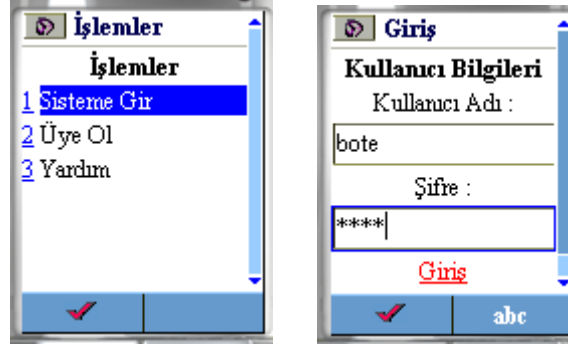 İşlemler
İşlemler
1 Sisteme Gir
2 Üye Ol
3 Yardım
Giriş
Kullanıcı Bilgileri
Kullanıcı Adı :
bote
Şifre :
****
Giriş
abc